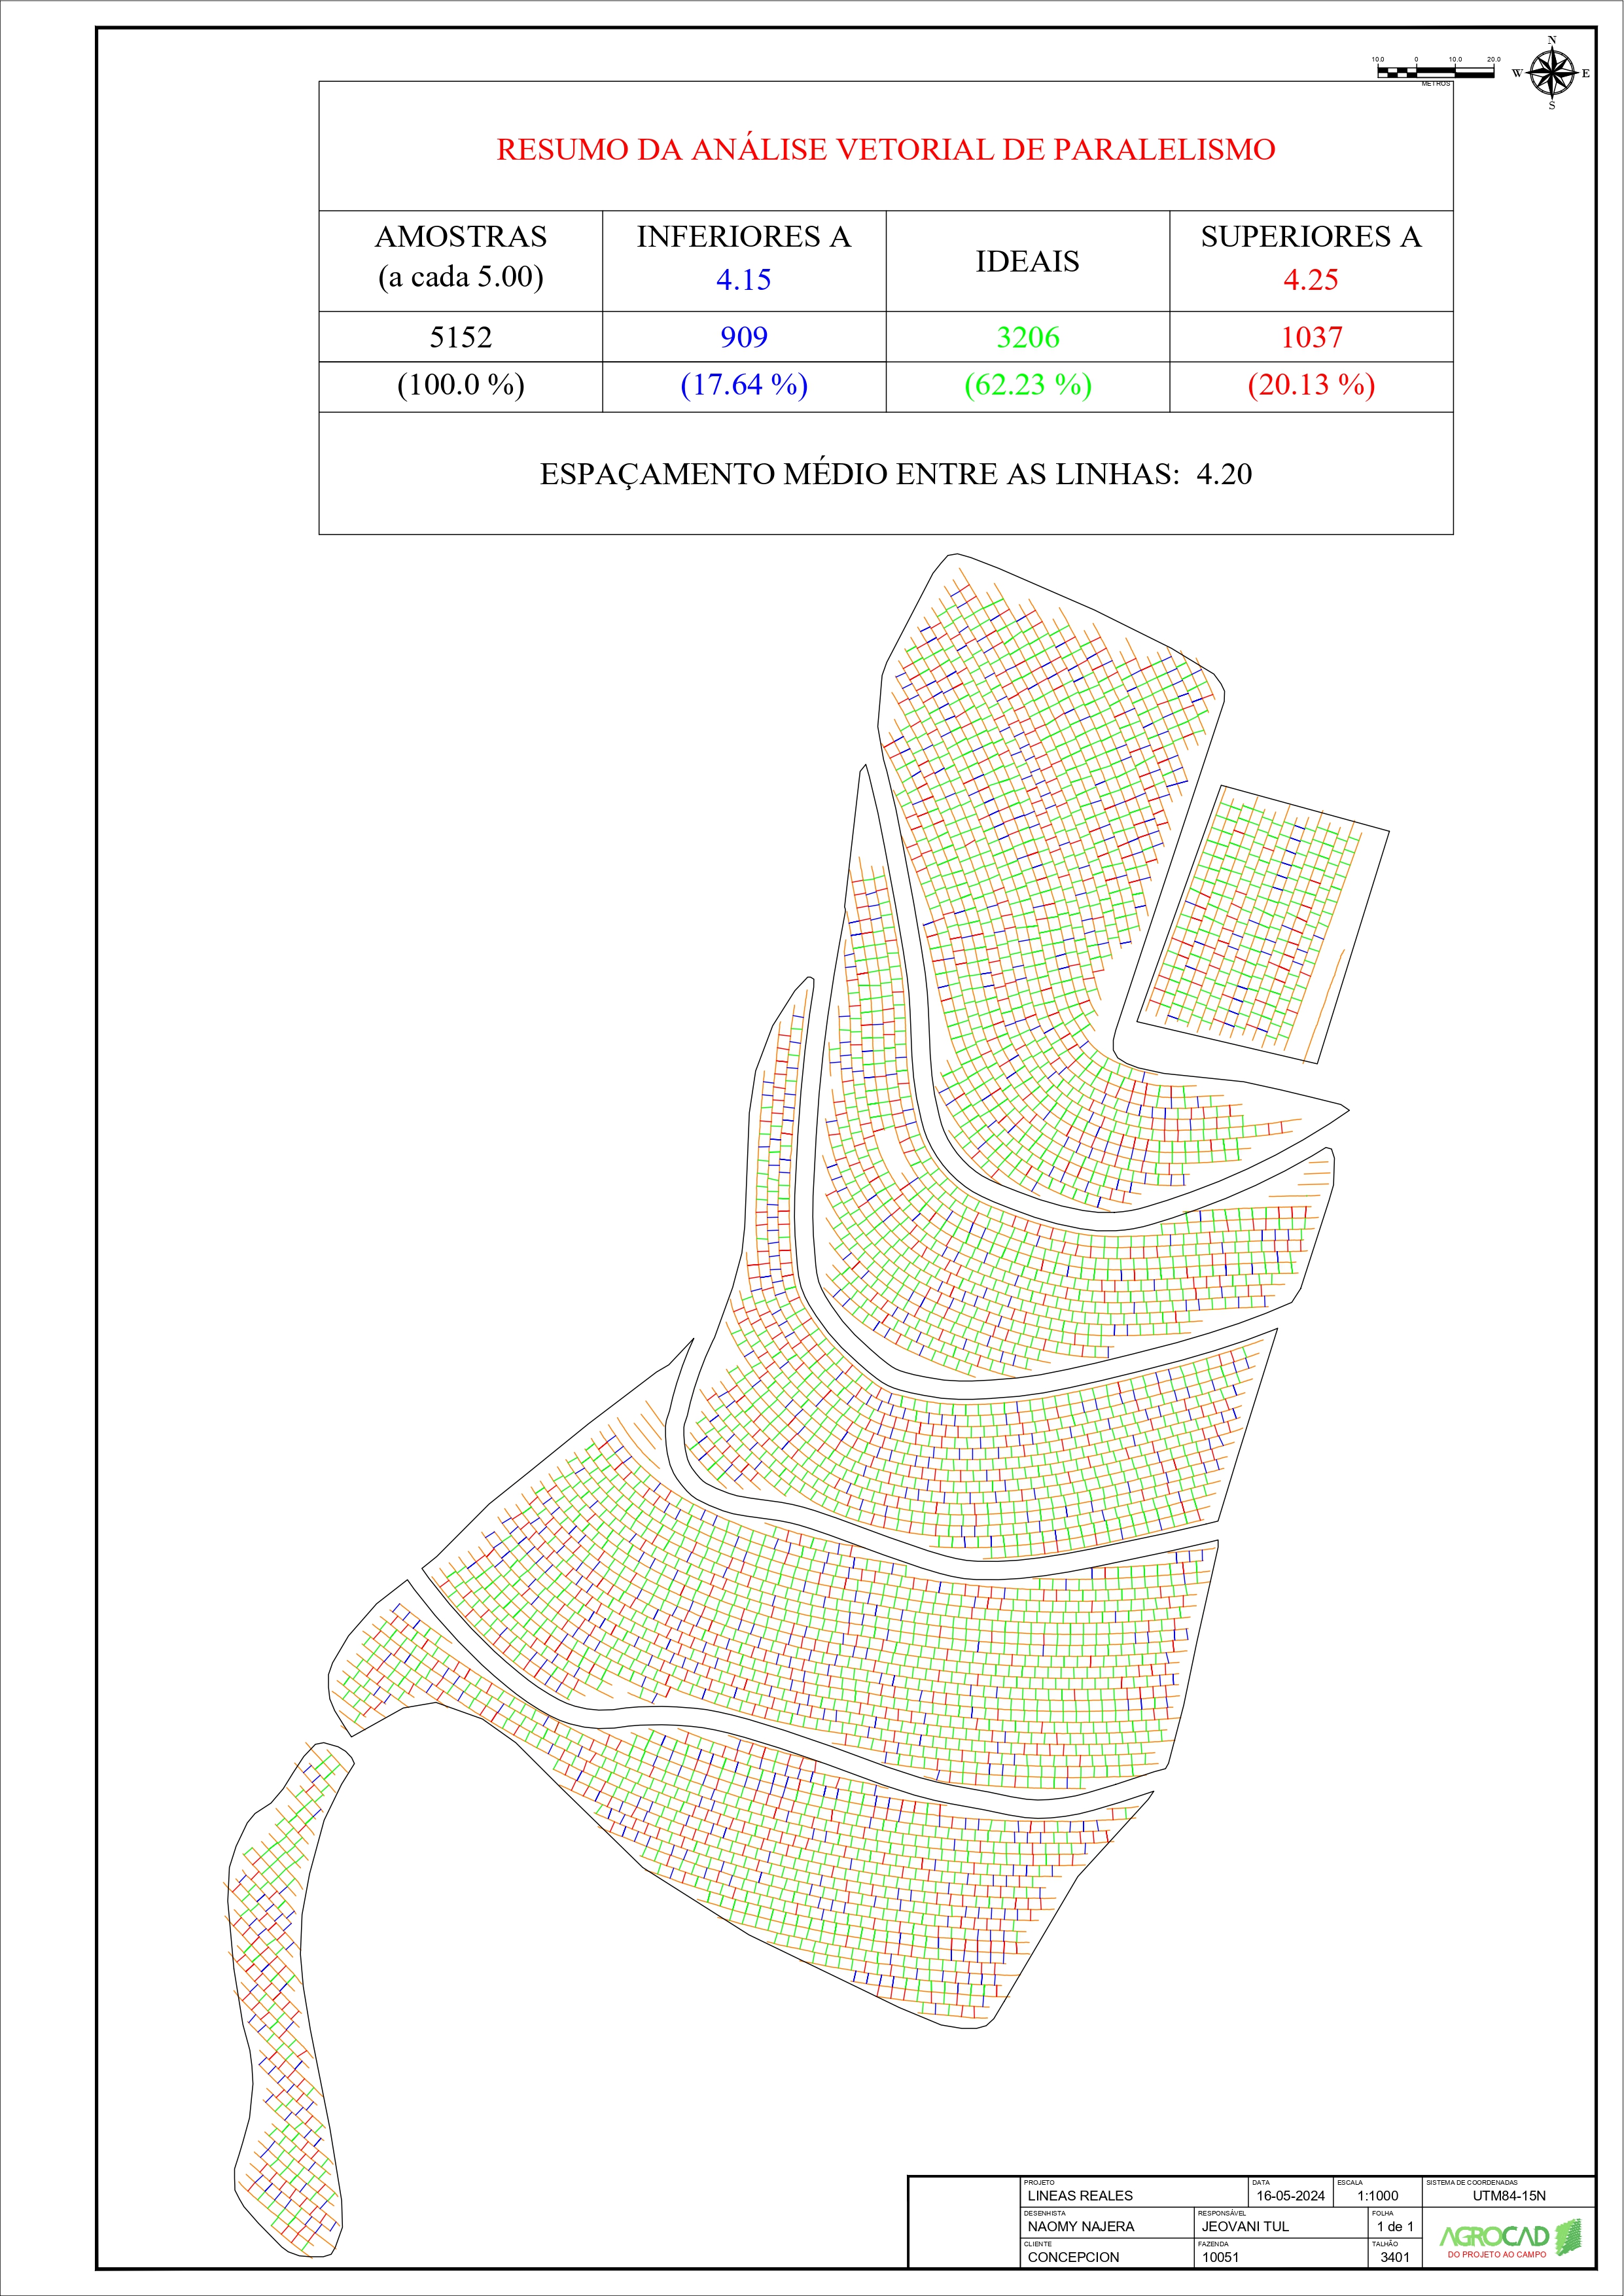 N
10.0 0 10.0 20.0
W E
METROS
S
RESUMO DA ANÁLISE VETORIAL DE PARALELISMO
AMOSTRAS INFERIORES A IDEAIS SUPERIORES A
(a cada 5.00) 4.15 4.25
5152 909 3206 1037
(100.0 %) (17.64 %) (62.23 %) (20.13 %)
ESPAÇAMENTO MÉDIO ENTRE AS LINHAS: 4.20
PROJETO DATA ESCALA SISTEMA DE COORDENADAS
LINEAS REALES 16-05-2024 1:1000 UTM84-15N
DESENHISTA RESPONSÁVEL FOLHA
NAOMY NAJERA JEOVANI TUL 1 de 1
CLIENTE FAZENDA TALHÃO
CONCEPCION 10051 3401
AGROCAD
DO PROJETO AO CAMPO